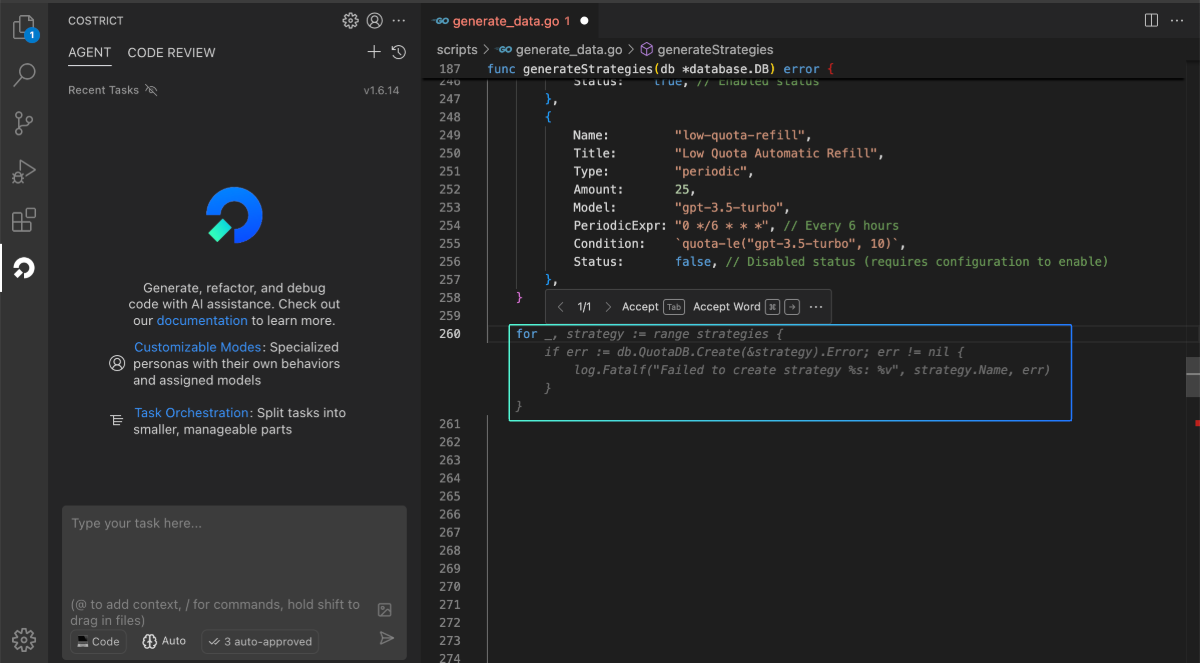 1
COSTRICT
AGENT CODE REVIEW
Recent Tasks v1.6.14
Generate, refactor, and debug
code with AI assistance. Check out
our documentation to learn more.
Customizable Modes: Specialized
personas with their own behaviors
and assigned models
Task Orchestration: Split tasks into
smaller, manageable parts
Type your task here...
(@ to add context, / for commands, hold shift to
drag in files)
Code Auto 3 auto-approved
GO generate_data.go 1
scripts > GO generate_data.go > generateStrategies
187 func generateStrategies(db *database.DB) error {
246 Status: true, // Enabled status
247 },
248 {
249 Name: "low-quota-refill",
250 Title: "Low Quota Automatic Refill",
251 Type: "periodic",
252 Amount: 25,
253 Model: "gpt-3.5-turbo",
254 PeriodicExpr: "0 */6 * * *", // Every 6 hours
255 Condition: `quota-le("gpt-3.5-turbo", 10)`,
256 Status: false, // Disabled status (requires configuration to enable)
257 },
258 }
1/1 Accept Tab Accept Word ⌘ → ···
259
260 for _, strategy := range strategies {
if err := db.QuotaDB.Create(&strategy).Error; err != nil {
log.Fatalf("Failed to create strategy %s: %v", strategy.Name, err)
}
}
261
262
263
264
265
266
267
268
269
270
271
272
273
274